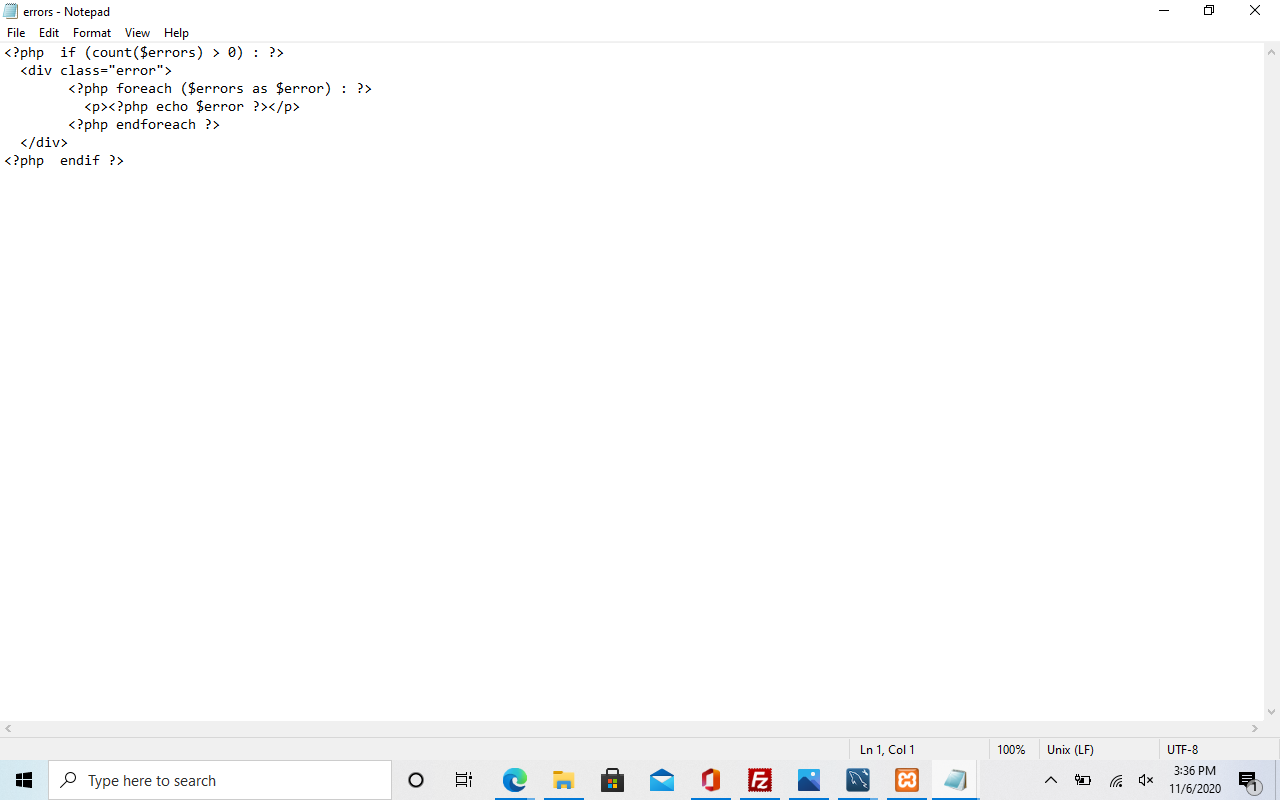 errors - Notepad
File Edit Format View Help
<?php  if (count($errors) > 0) : ?>
  <div class="error">
        <?php foreach ($errors as $error) : ?>
          <p><?php echo $error ?></p>
        <?php endforeach ?>
  </div>
<?php  endif ?>
Ln 1, Col 1 100% Unix (LF) UTF-8
Type here to search
3:36 PM
11/6/2020
1